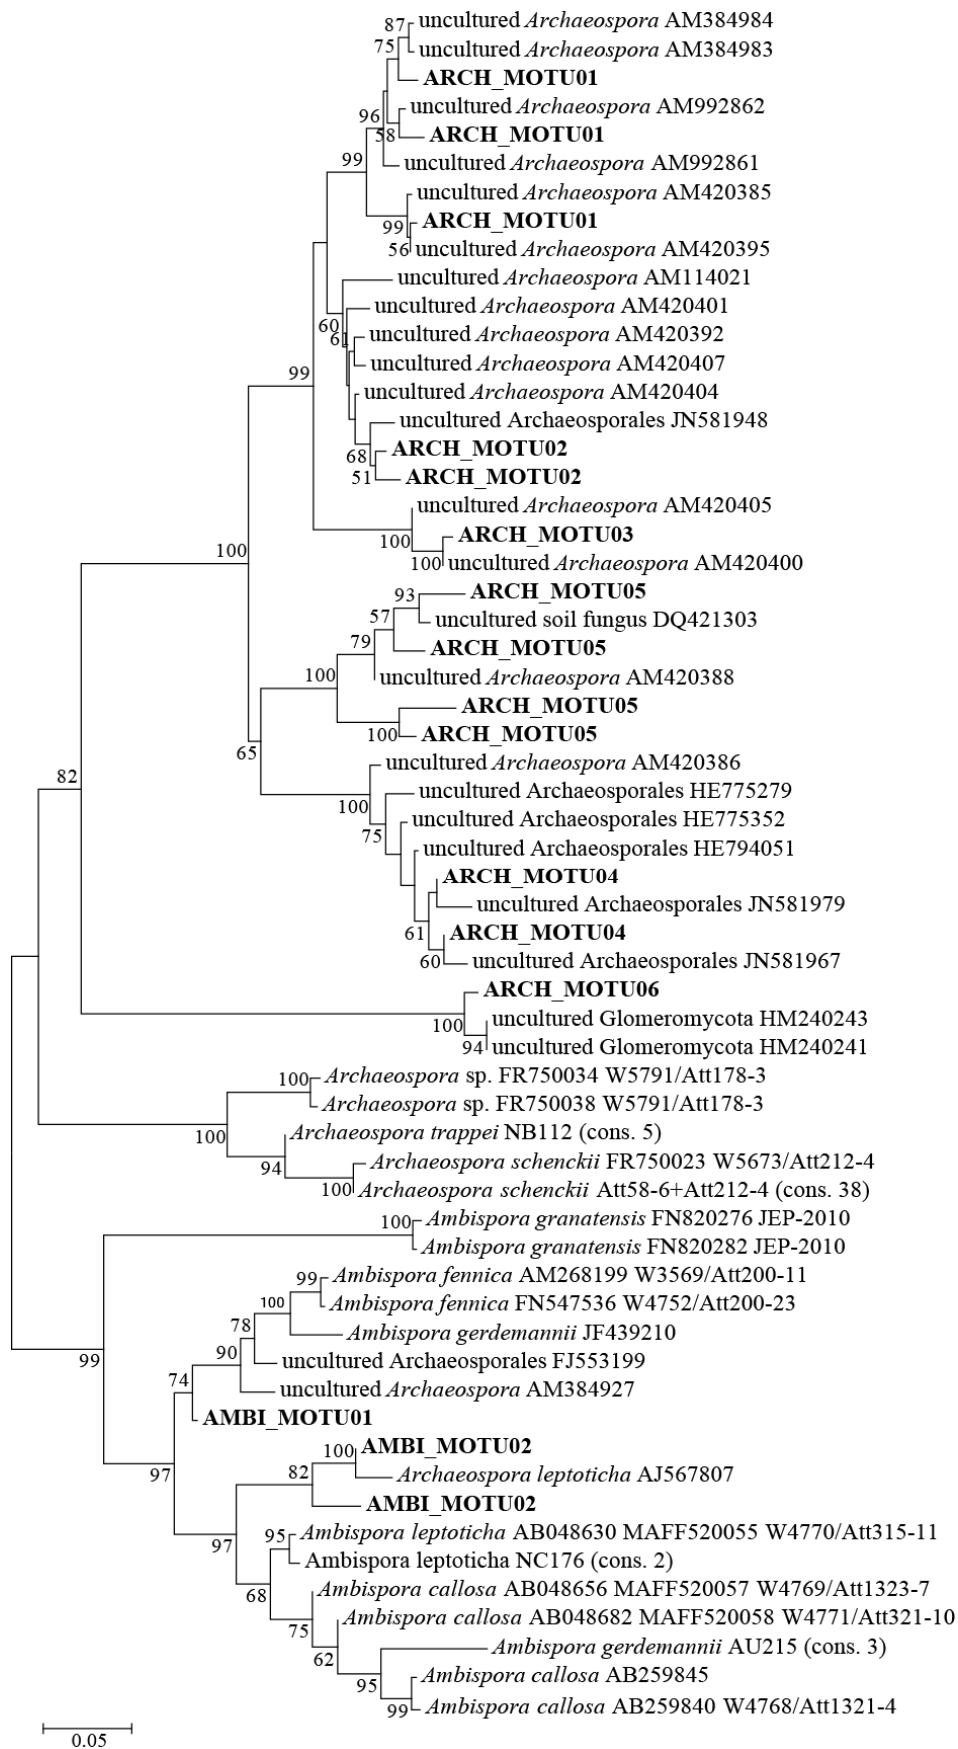 87 uncultured Archaeospora AM384984
75 uncultured Archaeospora AM384983
ARCH_MOTU01
uncultured Archaeospora AM992862
96
58 ARCH_MOTU01
99 uncultured Archaeospora AM992861
uncultured Archaeospora AM420385
99 ARCH_MOTU01
56 uncultured Archaeospora AM420395
uncultured Archaeospora AM114021
uncultured Archaeospora AM420401
60
61 uncultured Archaeospora AM420392
99 uncultured Archaeospora AM420407
uncultured Archaeospora AM420404
uncultured Archaeosporales JN581948
68 ARCH_MOTU02
51 ARCH_MOTU02
uncultured Archaeospora AM420405
100 ARCH_MOTU03
100 100 uncultured Archaeospora AM420400
93 ARCH_MOTU05
57 uncultured soil fungus DQ421303
79 ARCH_MOTU05
100 uncultured Archaeospora AM420388
ARCH_MOTU05
100 ARCH_MOTU05
65 uncultured Archaeospora AM420386
82 uncultured Archaeosporales HE775279
100 uncultured Archaeosporales HE775352
75 uncultured Archaeosporales HE794051
ARCH_MOTU04
uncultured Archaeosporales JN581979
61 ARCH_MOTU04
60 uncultured Archaeosporales JN581967
ARCH_MOTU06
100 uncultured Glomeromycota HM240243
94 uncultured Glomeromycota HM240241
100 Archaeospora sp. FR750034 W5791/Att178-3
Archaeospora sp. FR750038 W5791/Att178-3
100 Archaeospora trappei NB112 (cons. 5)
94 Archaeospora schenckii FR750023 W5673/Att212-4
100 Archaeospora schenckii Att58-6+Att212-4 (cons. 38)
100 Ambispora granatensis FN820276 JEP-2010
Ambispora granatensis FN820282 JEP-2010
99 Ambispora fennica AM268199 W3569/Att200-11
100 Ambispora fennica FN547536 W4752/Att200-23
78 Ambispora gerdemannii JF439210
99 90 uncultured Archaeosporales FJ553199
74 uncultured Archaeospora AM384927
AMBI_MOTU01
100 AMBI_MOTU02
97 82 Archaeospora leptoticha AJ567807
AMBI_MOTU02
97 95 Ambispora leptoticha AB048630 MAFF520055 W4770/Att315-11
Ambispora leptoticha NC176 (cons. 2)
68 Ambispora callosa AB048656 MAFF520057 W4769/Att1323-7
75 Ambispora callosa AB048682 MAFF520058 W4771/Att321-10
62 Ambispora gerdemannii AU215 (cons. 3)
95 Ambispora callosa AB259845
99 Ambispora callosa AB259840 W4768/Att1321-4
0.05